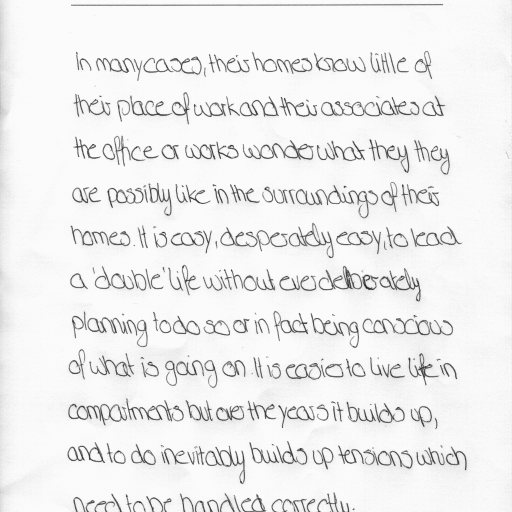 In many cases, their homes know little of
their place of work and their associates at
the office or works wonder what they they
are possibly like in the surroundings of their
homes. It is easy, desperately easy, to lead
a 'double' life without ever deliberately
planning to do so or in fact being conscious
of what is going on. It is easier to live life in
compartments but over the years it builds up,
and to do inevitably builds up tensions which
need to be handled correctly.